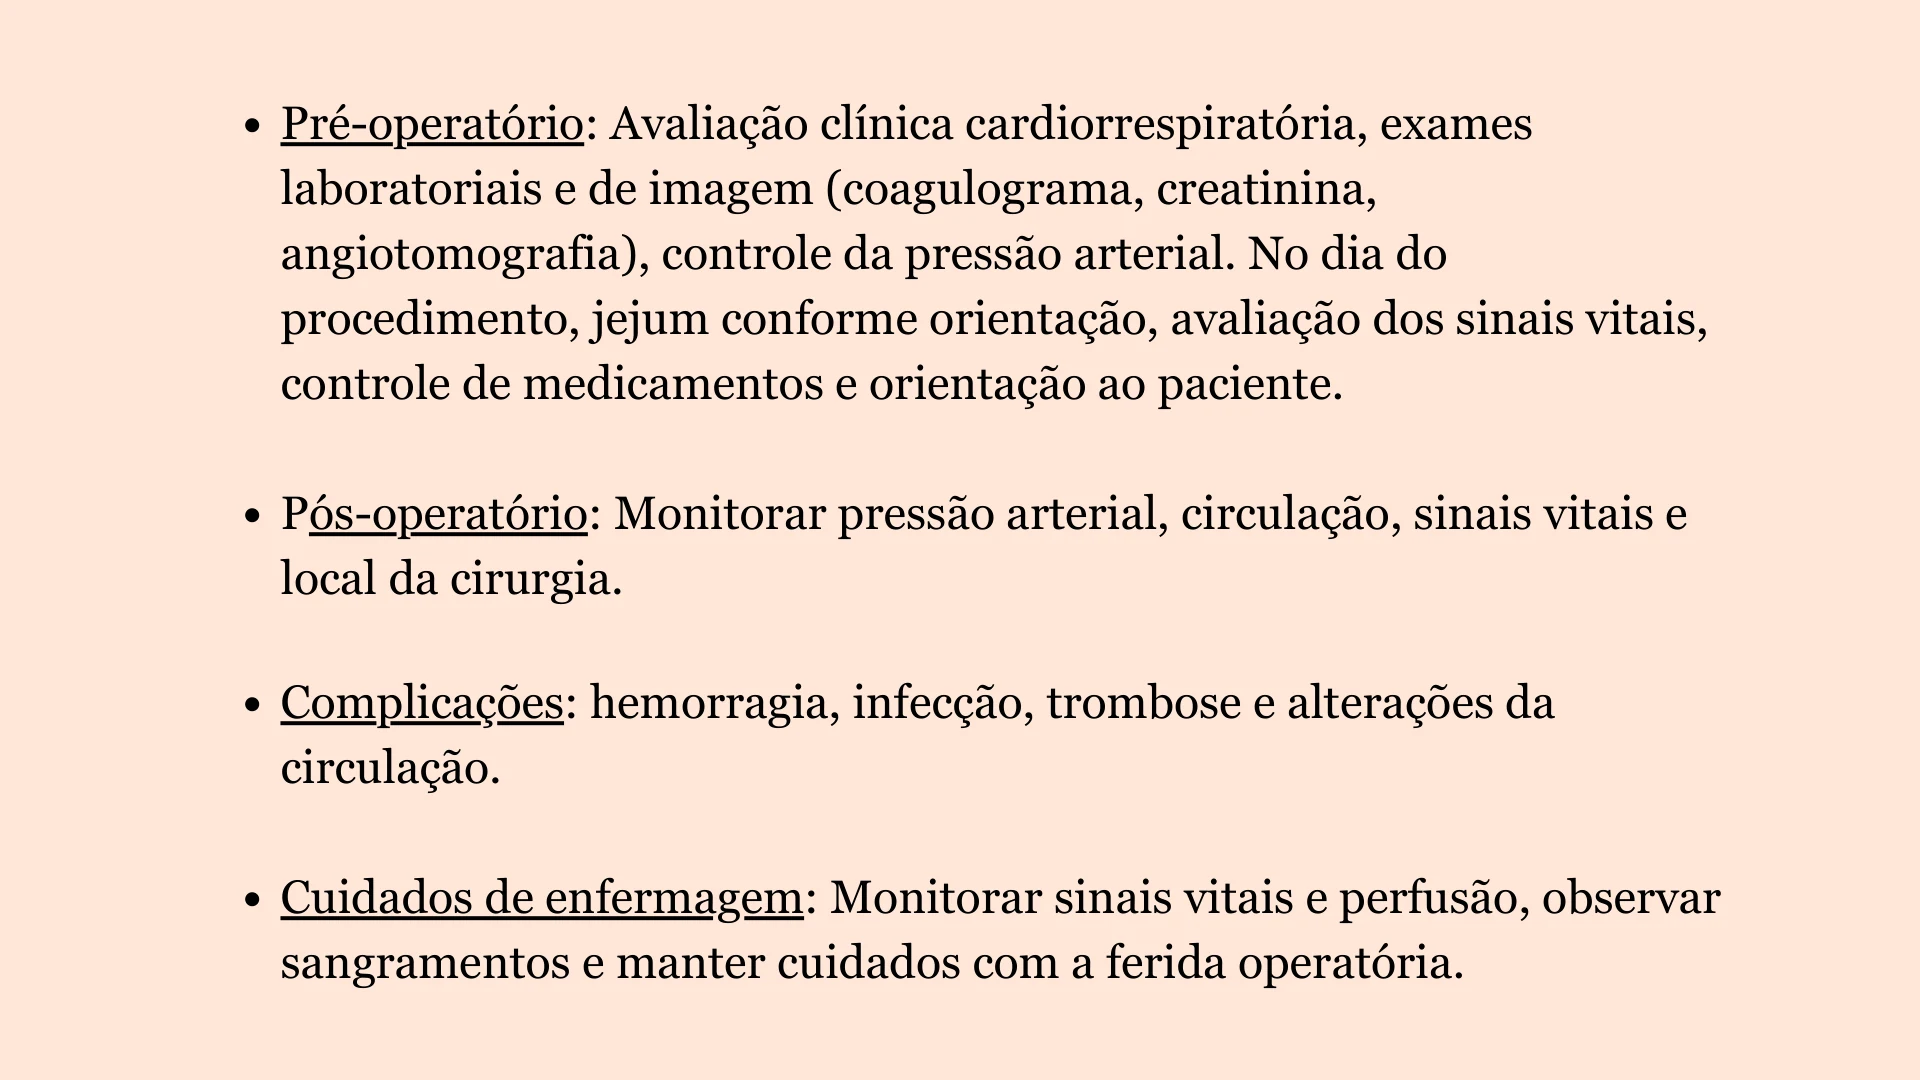 • Pré-operatório: Avaliação clínica cardiorrespiratória, exames
laboratoriais e de imagem (coagulograma, creatinina,
angiotomografia), controle da pressão arterial. No dia do
procedimento, jejum conforme orientação, avaliação dos sinais vitais,
controle de medicamentos e orientação ao paciente.
• Pós-operatório: Monitorar pressão arterial, circulação, sinais vitais e
local da cirurgia.
• Complicações: hemorragia, infecção, trombose e alterações da
circulação.
• Cuidados de enfermagem: Monitorar sinais vitais e perfusão, observar
sangramentos e manter cuidados com a ferida operatória.